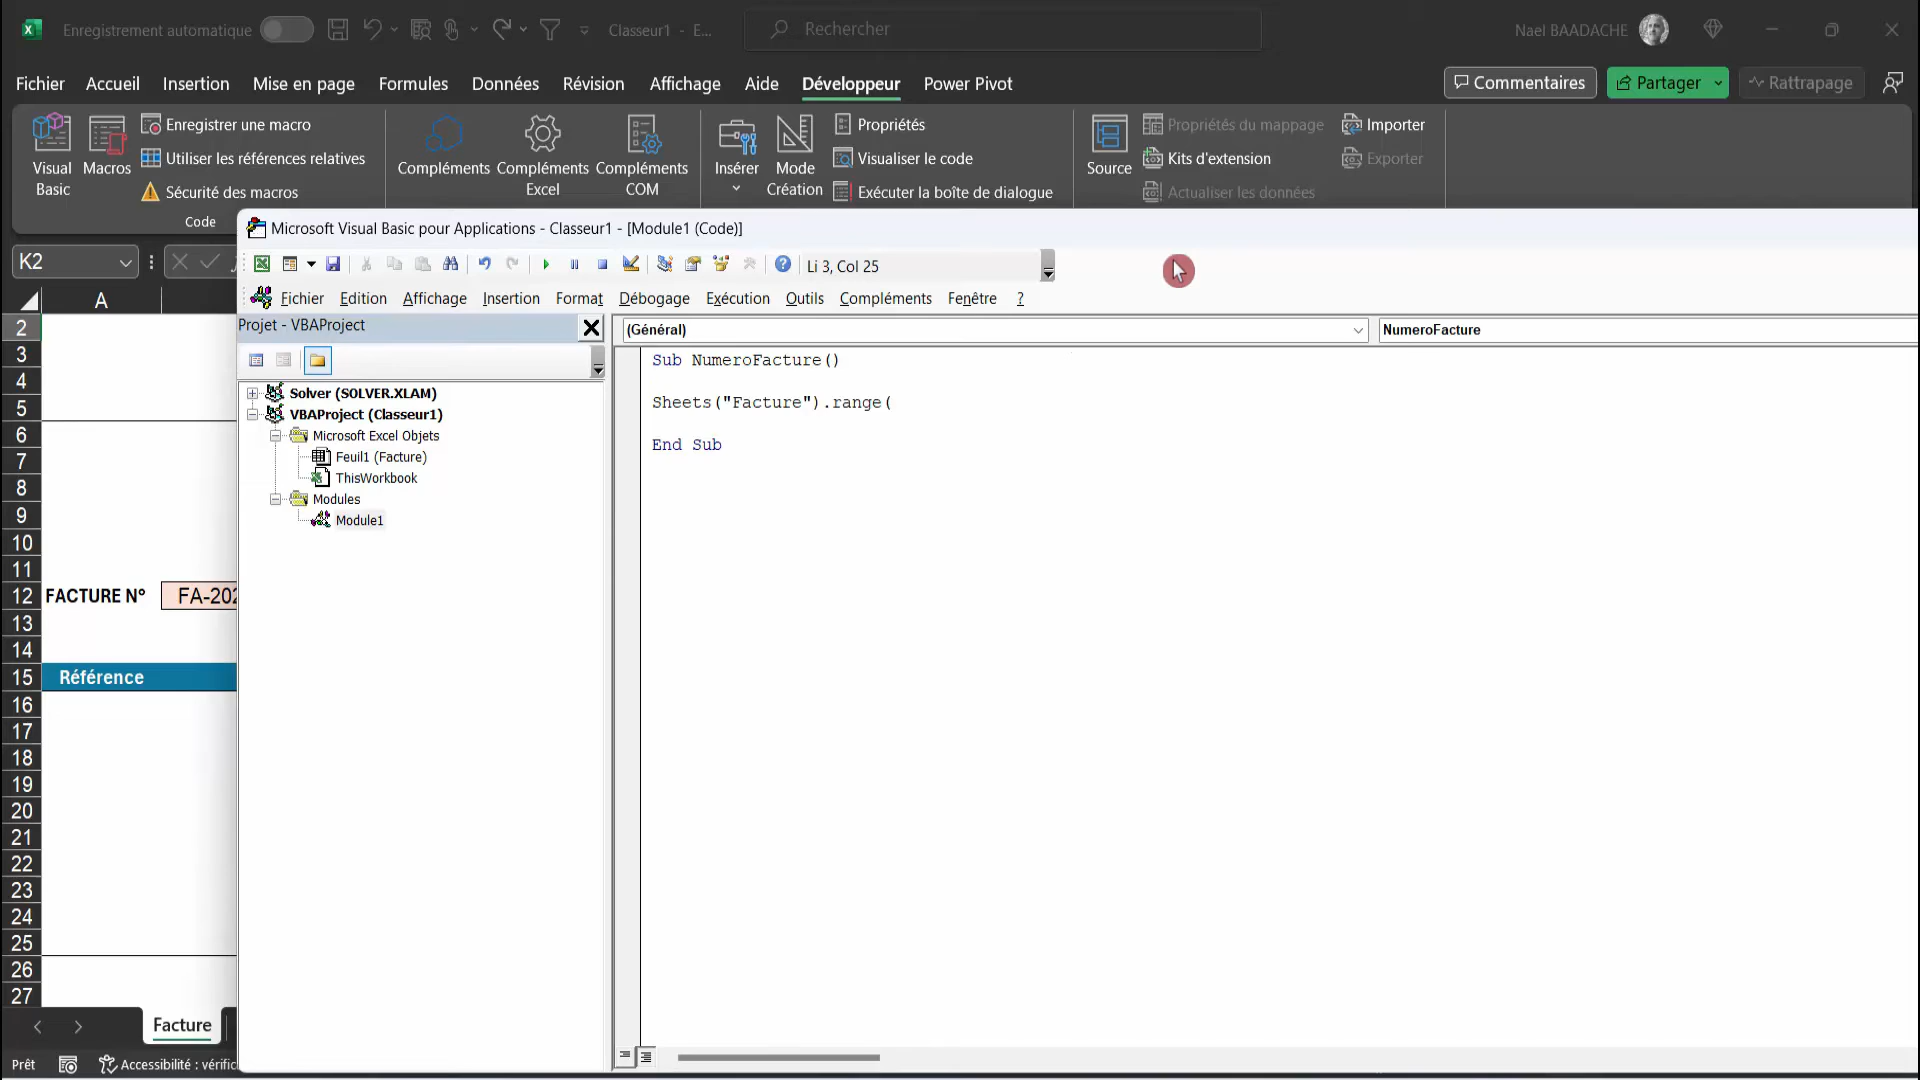 Enregistrement automatique
Classeur1 - E...
Rechercher
Nael BAADACHE
Fichier Accueil Insertion Mise en page Formules Données Révision Affichage Aide Développeur Power Pivot
Commentaires Partager Rattrapage
Visual Basic
Macros
Enregistrer une macro
Utiliser les références relatives
Sécurité des macros
Code
Compléments
Compléments Excel
Compléments COM
Insérer
Mode Création
Propriétés
Visualiser le code
Exécuter la boîte de dialogue
Source
Propriétés du mappage
Kits d'extension
Actualiser les données
Importer
Exporter
K2
Microsoft Visual Basic pour Applications - Classeur1 - [Module1 (Code)]
Li 3, Col 25
Fichier Edition Affichage Insertion Format Débogage Exécution Outils Compléments Fenêtre ?
Projet - VBAProject
(Général)
NumeroFacture
Solver (SOLVER.XLAM)
VBAProject (Classeur1)
Microsoft Excel Objets
Feuil1 (Facture)
ThisWorkbook
Modules
Module1
Sub NumeroFacture()
Sheets("Facture").range(
End Sub
A
2
3
4
5
6
7
8
9
10
11
12 FACTURE N° FA-202
13
14
15 Référence
16
17
18
19
20
21
22
23
24
25
26
27
Facture
Prêt
Accessibilité : vérific